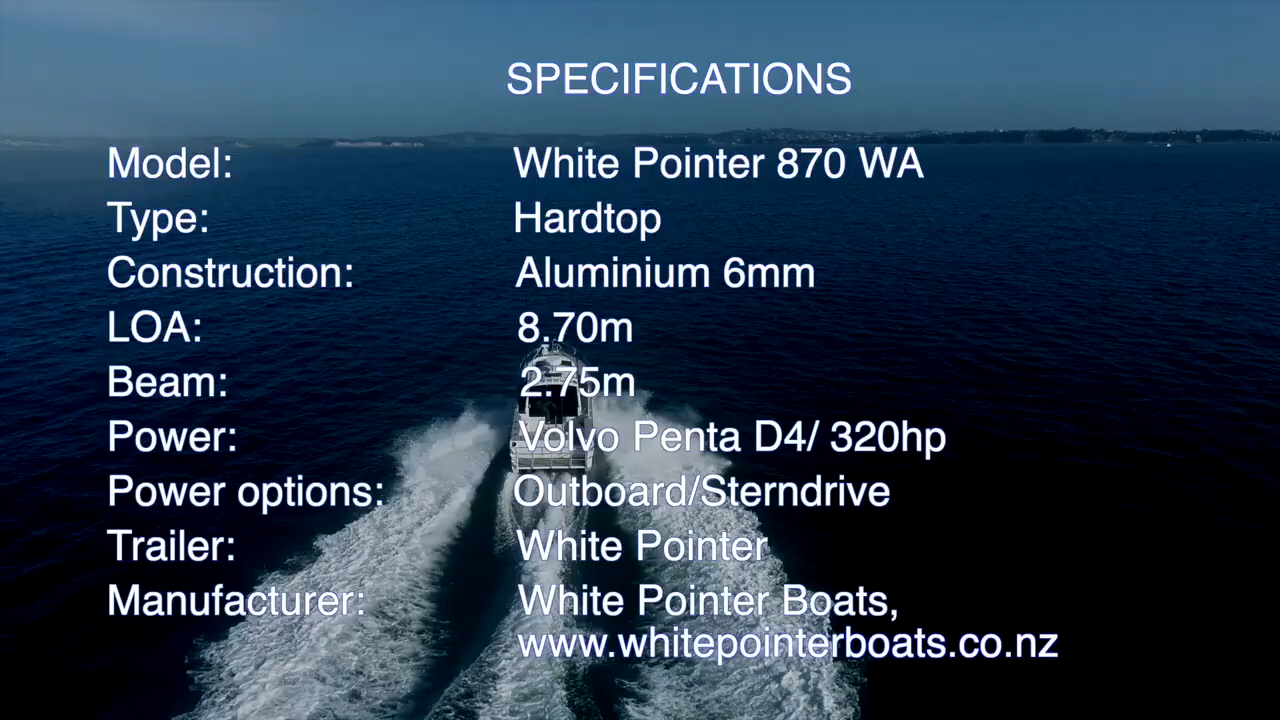 SPECIFICATIONS
Model: White Pointer 870 WA
Type: Hardtop
Construction: Aluminium 6mm
LOA: 8.70m
Beam: 2.75m
Power: Volvo Penta D4/ 320hp
Power options: Outboard/Sterndrive
Trailer: White Pointer
Manufacturer: White Pointer Boats,
www.whitepointerboats.co.nz